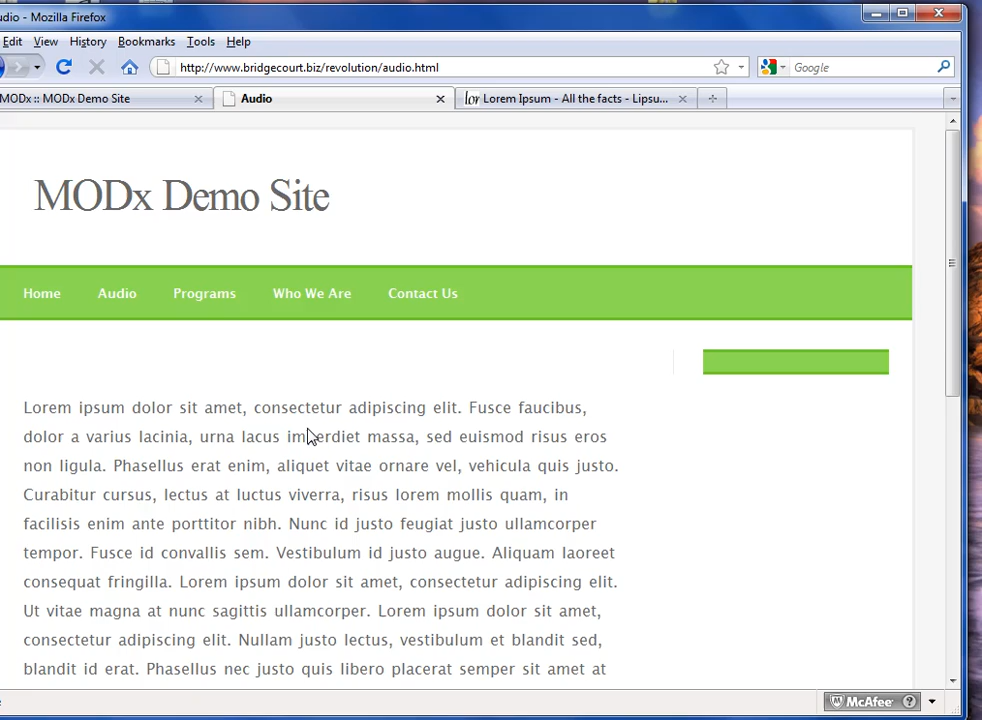 udio - Mozilla Firefox
Edit View History Bookmarks Tools Help
http://www.bridgecourt.biz/revolution/audio.html
Google
MODx :: MODx Demo Site
Audio
Lorem Ipsum - All the facts - Lipsu...
MODx Demo Site
Home Audio Programs Who We Are Contact Us
Lorem ipsum dolor sit amet, consectetur adipiscing elit. Fusce faucibus,
dolor a varius lacinia, urna lacus imperdiet massa, sed euismod risus eros
non ligula. Phasellus erat enim, aliquet vitae ornare vel, vehicula quis justo.
Curabitur cursus, lectus at luctus viverra, risus lorem mollis quam, in
facilisis enim ante porttitor nibh. Nunc id justo feugiat justo ullamcorper
tempor. Fusce id convallis sem. Vestibulum id justo augue. Aliquam laoreet
consequat fringilla. Lorem ipsum dolor sit amet, consectetur adipiscing elit.
Ut vitae magna at nunc sagittis ullamcorper. Lorem ipsum dolor sit amet,
consectetur adipiscing elit. Nullam justo lectus, vestibulum et blandit sed,
blandit id erat. Phasellus nec justo quis libero placerat semper sit amet at
McAfee